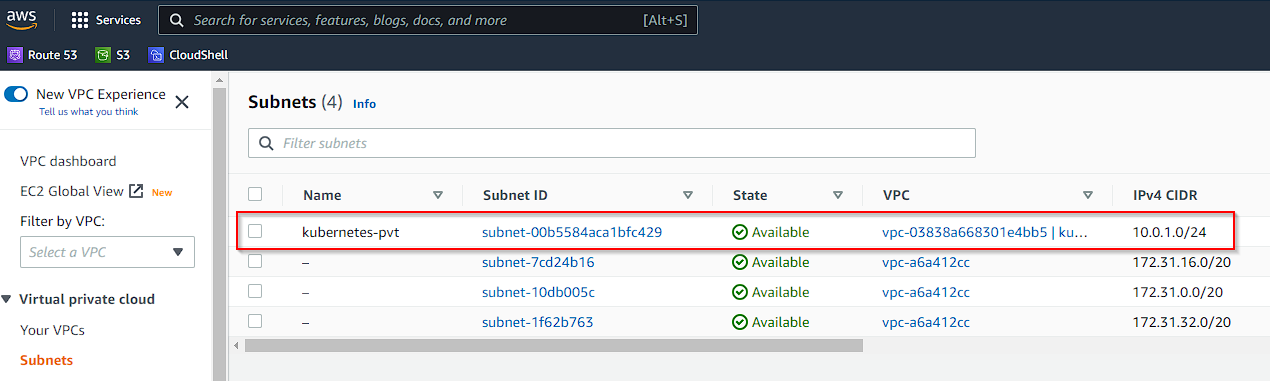 aws Services Search for services, features, blogs, docs, and more [Alt+S]
Route 53 S3 CloudShell
New VPC Experience
Tell us what you think
VPC dashboard
EC2 Global View New
Filter by VPC:
Select a VPC
Virtual private cloud
Your VPCs
Subnets
Subnets (4) Info
Filter subnets
Name Subnet ID State VPC IPv4 CIDR
kubernetes-pvt subnet-00b5584aca1bfc429 Available vpc-03838a668301e4bb5 | ku... 10.0.1.0/24
– subnet-7cd24b16 Available vpc-a6a412cc 172.31.16.0/20
– subnet-10db005c Available vpc-a6a412cc 172.31.0.0/20
– subnet-1f62b763 Available vpc-a6a412cc 172.31.32.0/20